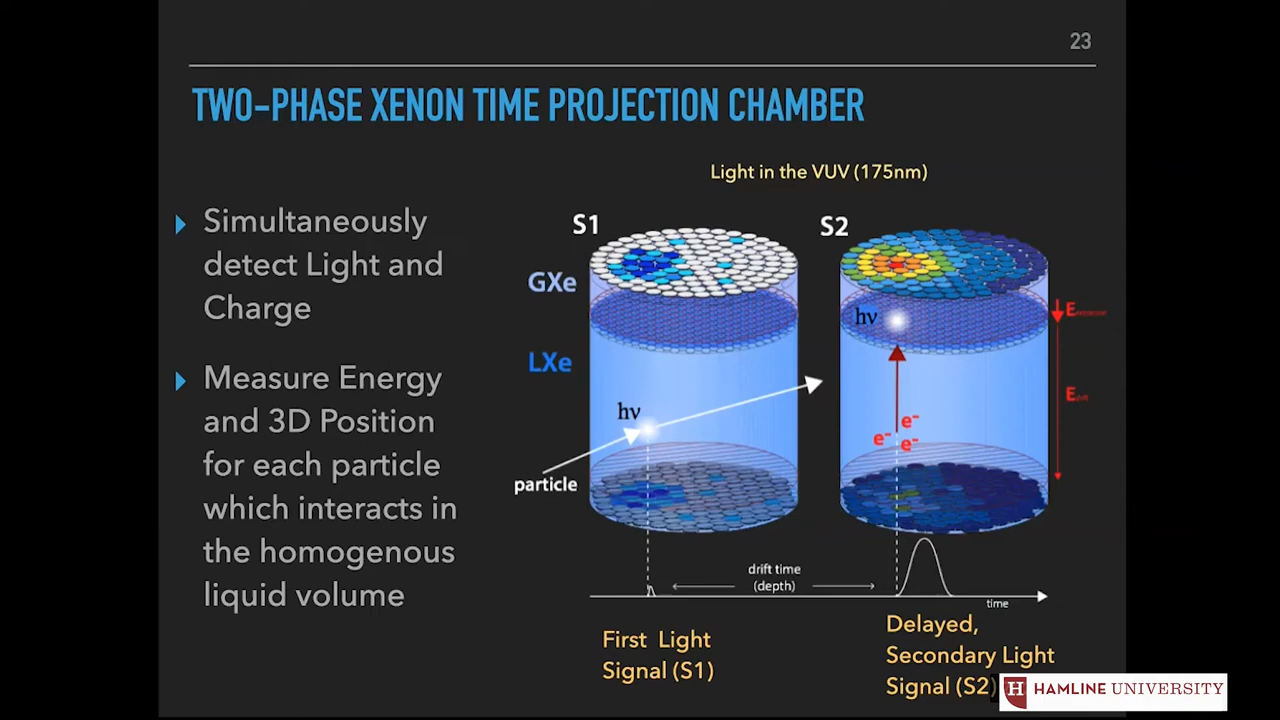 23
TWO-PHASE XENON TIME PROJECTION CHAMBER
Light in the VUV (175nm)
Simultaneously
detect Light and
Charge
Measure Energy
and 3D Position
for each particle
which interacts in
the homogenous
liquid volume
S1
S2
GXe
LXe
hν
particle
hν
e⁻
e⁻
e⁻
E
E drift
drift time
(depth)
time
First Light
Signal (S1)
Delayed,
Secondary Light
Signal (S2)
H HAMLINE UNIVERSITY